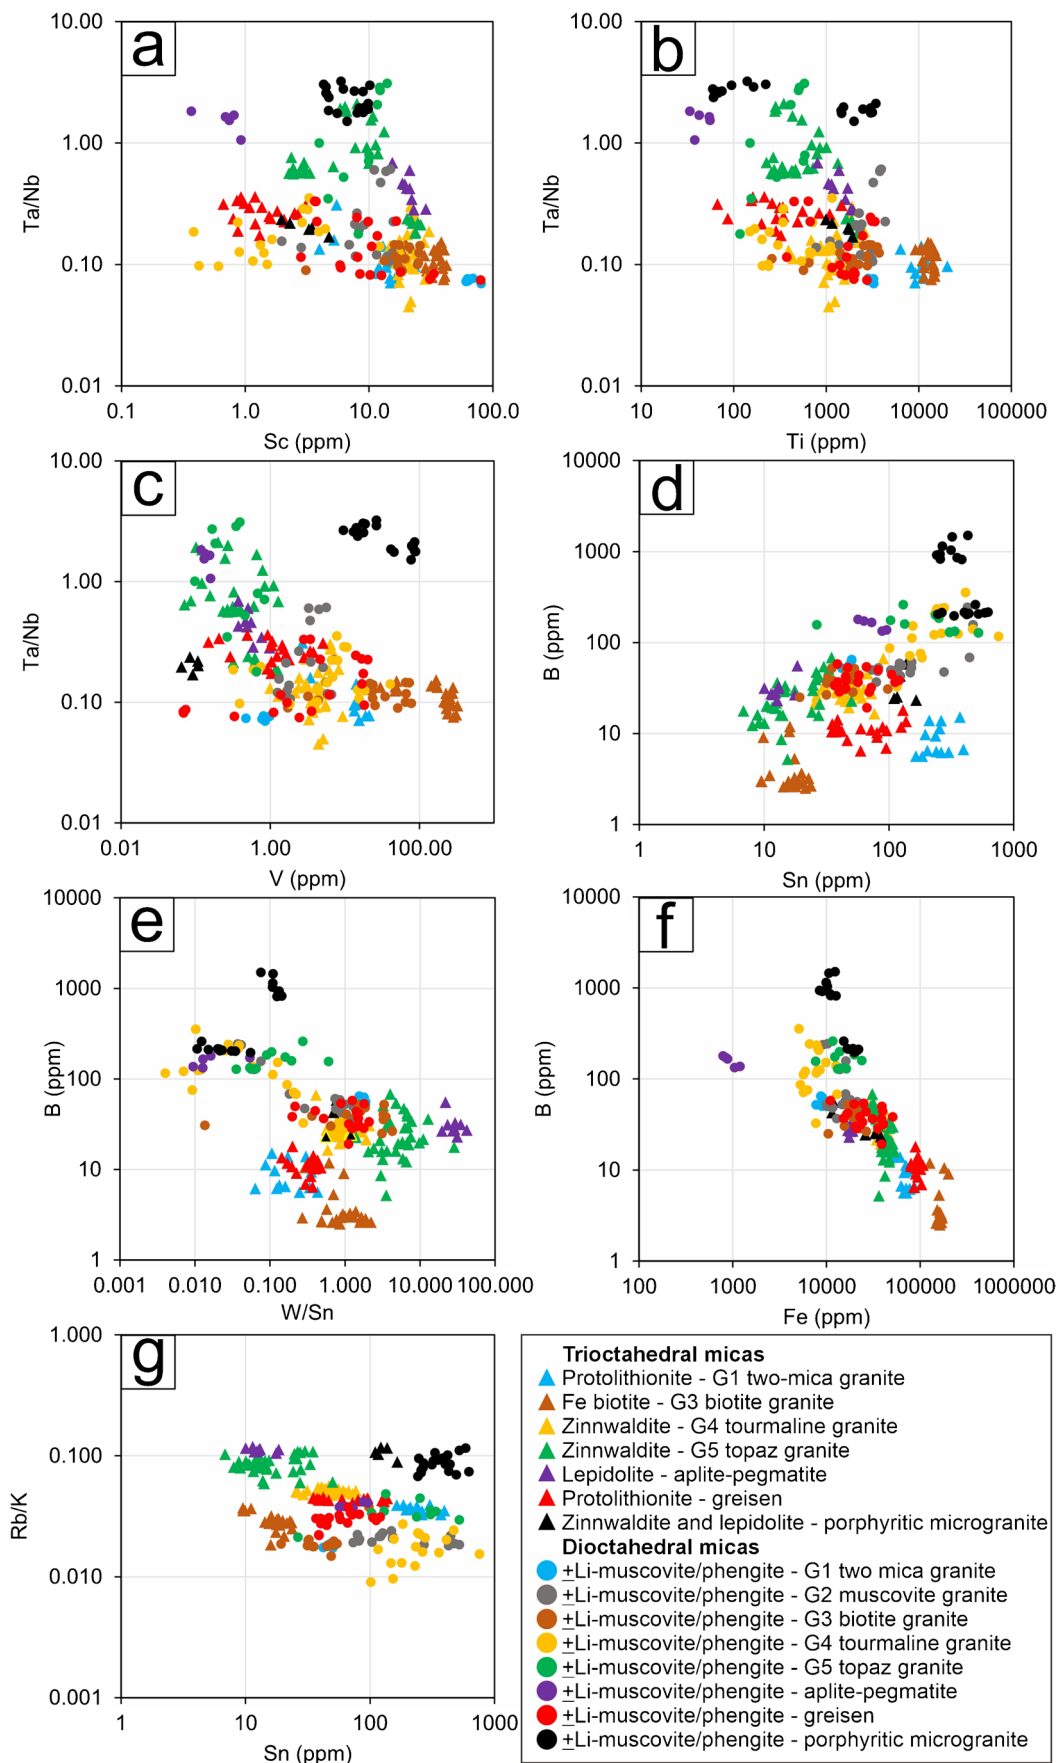 a
10.00
1.00
0.10
0.01
Ta/Nb
0.1 1.0 10.0 100.0
Sc (ppm)
b
10.00
1.00
0.10
0.01
Ta/Nb
10 100 1000 10000 100000
Ti (ppm)
c
10.00
1.00
0.10
0.01
Ta/Nb
0.01 1.00 100.00
V (ppm)
d
10000
1000
100
10
1
B (ppm)
1 10 100 1000
Sn (ppm)
e
10000
1000
100
10
1
B (ppm)
0.001 0.010 0.100 1.000 10.000 100.000
W/Sn
f
10000
1000
100
10
1
B (ppm)
100 1000 10000 100000 1000000
Fe (ppm)
g
1.000
0.100
0.010
0.001
Rb/K
1 10 100 1000
Sn (ppm)
Trioctahedral micas
Protolithionite - G1 two-mica granite
Fe biotite - G3 biotite granite
Zinnwaldite - G4 tourmaline granite
Zinnwaldite - G5 topaz granite
Lepidolite - aplite-pegmatite
Protolithionite - greisen
Zinnwaldite and lepidolite - porphyritic microgranite
Dioctahedral micas
±Li-muscovite/phengite - G1 two mica granite
±Li-muscovite/phengite - G2 muscovite granite
±Li-muscovite/phengite - G3 biotite granite
±Li-muscovite/phengite - G4 tourmaline granite
±Li-muscovite/phengite - G5 topaz granite
±Li-muscovite/phengite - aplite-pegmatite
±Li-muscovite/phengite - greisen
±Li-muscovite/phengite - porphyritic microgranite